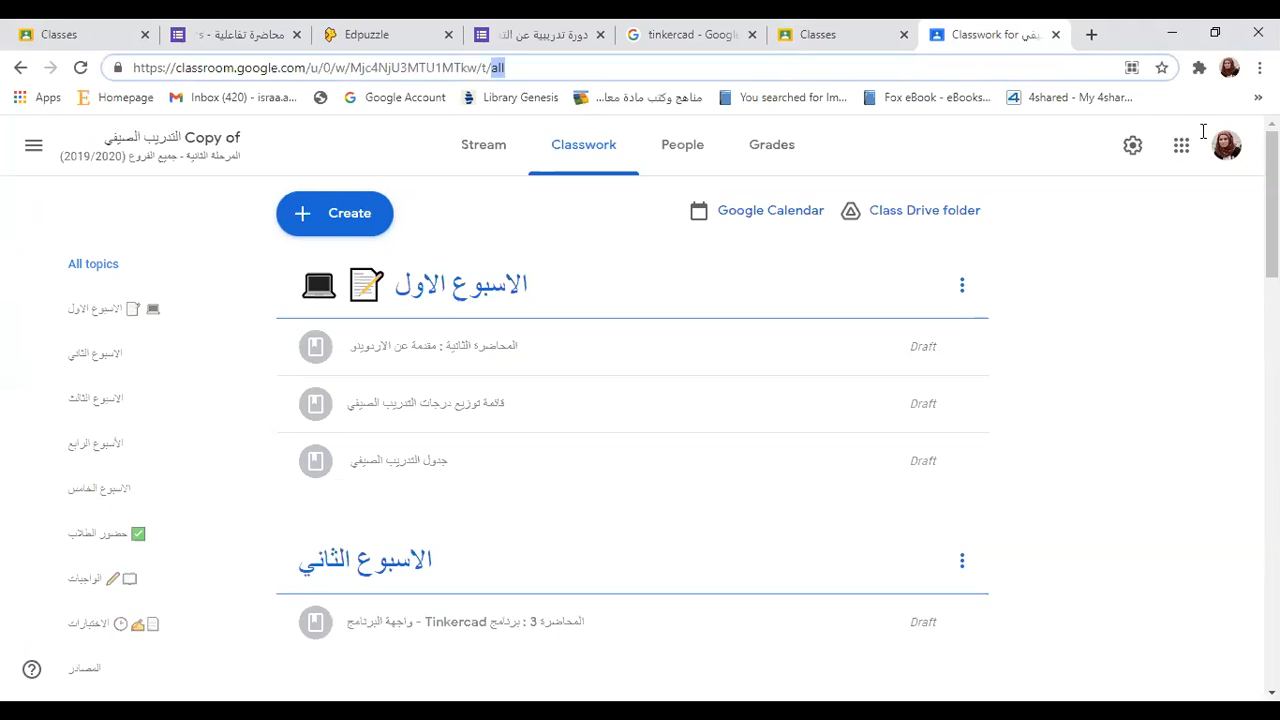 Classes
محاضرة تفاعلية - s
Edpuzzle
دورة تدريبية عن الت
tinkercad - Google
Classes
Classwork for
https://classroom.google.com/u/0/w/Mjc4NjU3MTU1MTkw/t/all
Apps
Homepage
Inbox (420) - israa.a...
Google Account
Library Genesis
مناهج وكتب مادة معا...
You searched for Im...
Fox eBook - eBooks...
4shared - My 4shar...
Copy of التدريب الصيفي
المرحلة الثانية - جميع الفروع (2019/2020)
Stream
Classwork
People
Grades
Create
Google Calendar
Class Drive folder
All topics
الاسبوع الاول
الاسبوع الثاني
الاسبوع الثالث
الأسبوع الرابع
الاسبوع الخامس
حضور الطلاب
الواجبات
الاختبارات
المصادر
الاسبوع الاول
المحاضرة الثانية : مقدمة عن الاردوينو
Draft
قائمة توزيع درجات التدريب الصيفي
Draft
جدول التدريب الصيفي
Draft
الاسبوع الثاني
المحاضرة 3 : برنامج Tinkercad - واجهة البرنامج
Draft